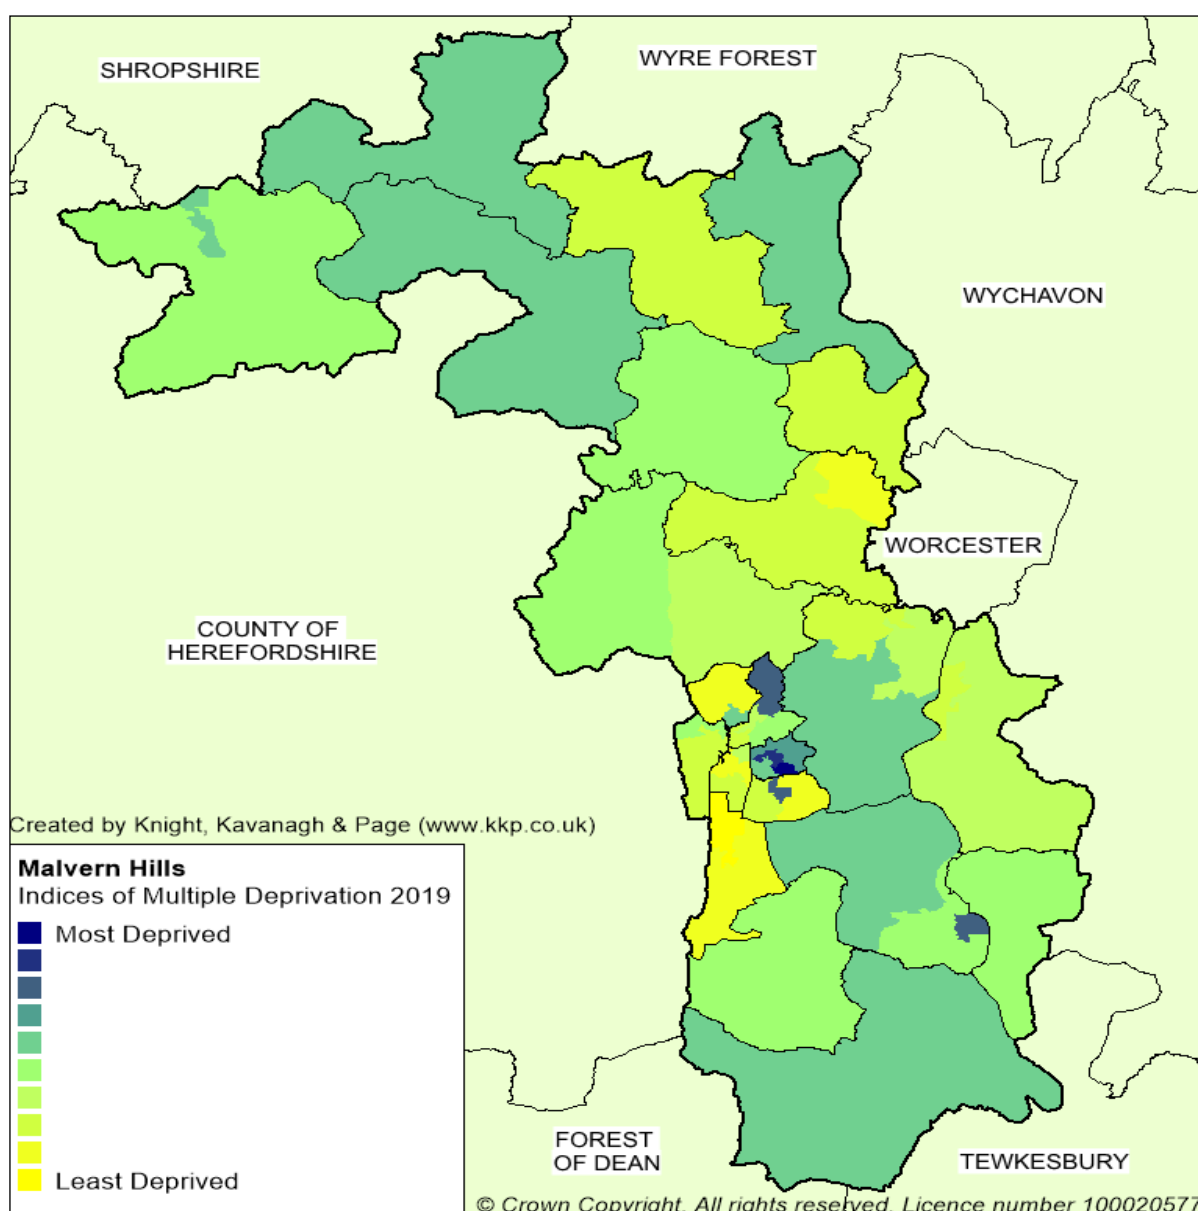 SHROPSHIRE
WYRE FOREST
WYCHAVON
WORCESTER
COUNTY OF
HEREFORDSHIRE
Created by Knight, Kavanagh & Page (www.kkp.co.uk)
Malvern Hills
Indices of Multiple Deprivation 2019
Most Deprived
Least Deprived
FOREST
OF DEAN
TEWKESBURY
© Crown Copyright. All rights reserved. Licence number 100020577